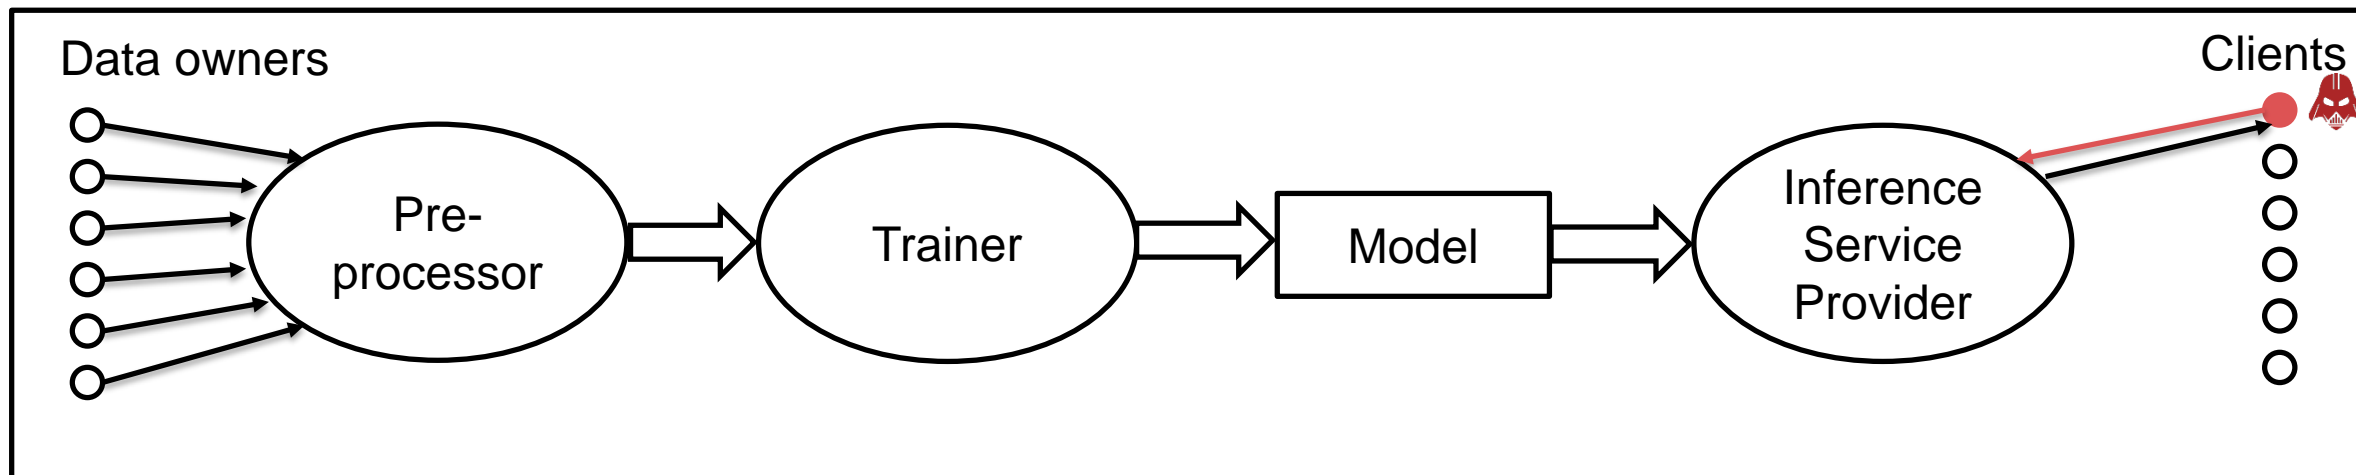 Data owners
Clients
Pre-
processor
Trainer
Model
Inference
Service
Provider